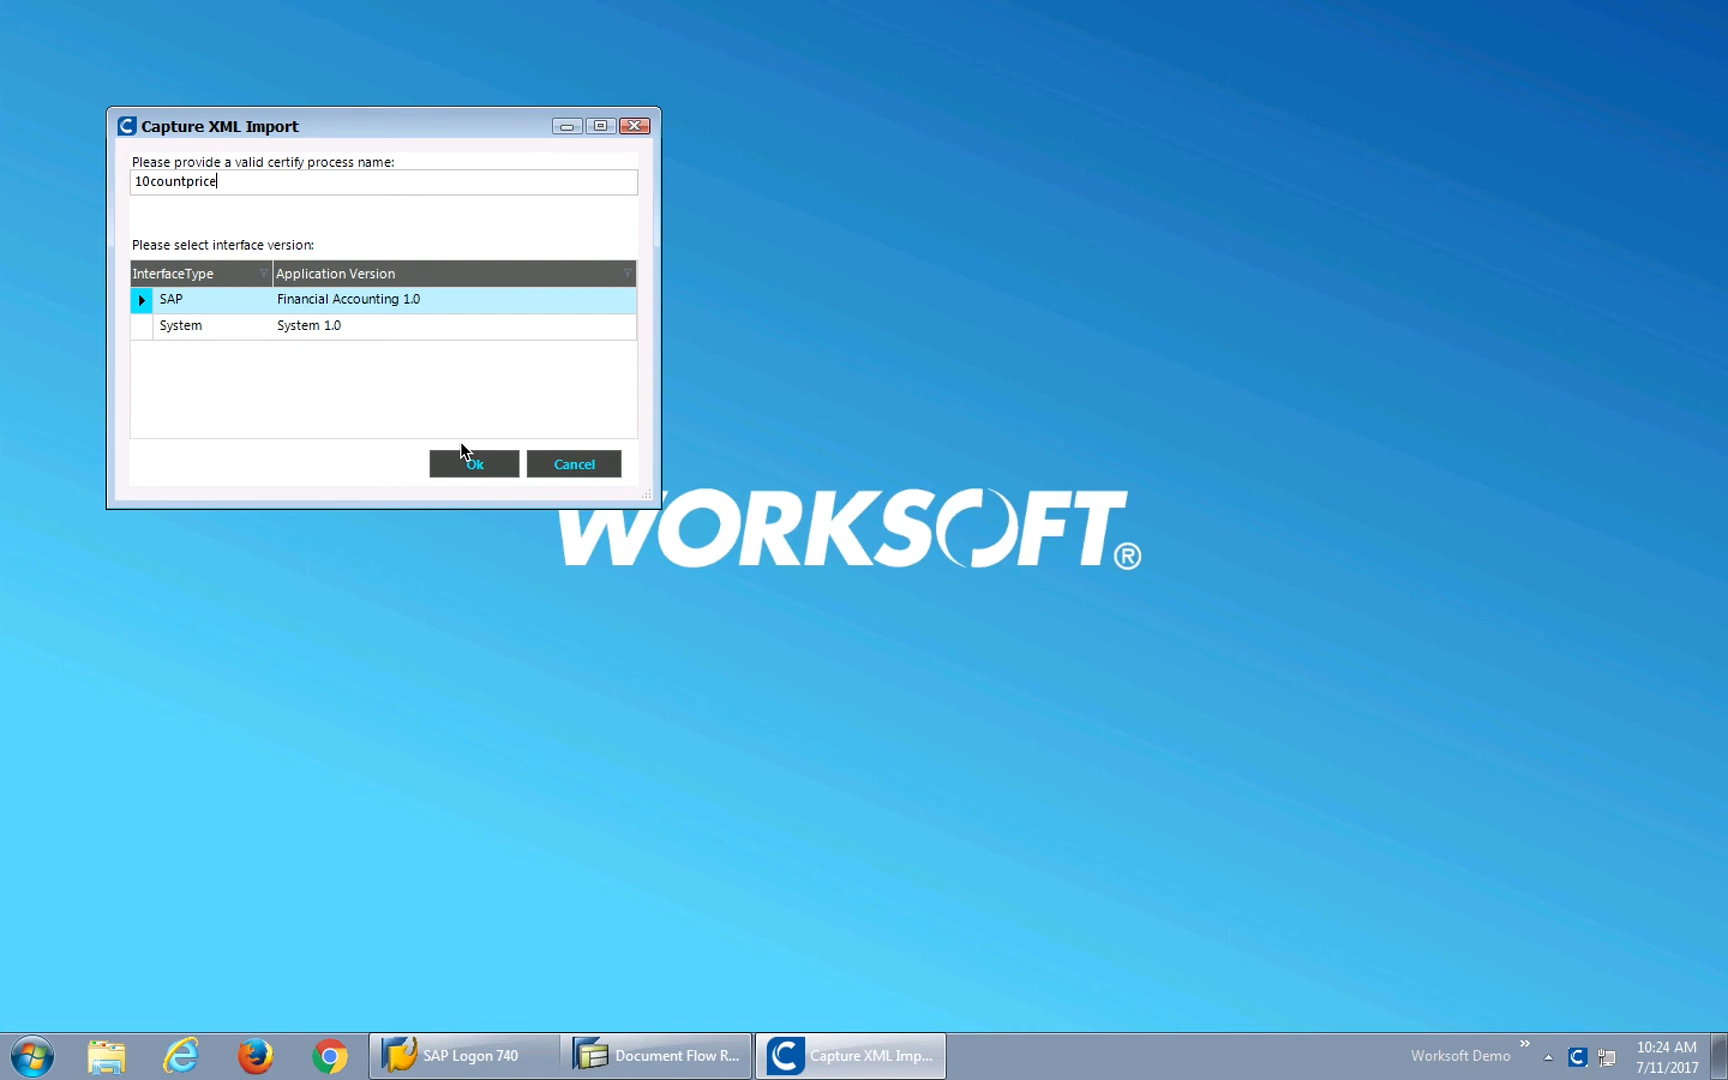 Capture XML Import
Please provide a valid certify process name:
10countprice
Please select interface version:
InterfaceType Application Version
SAP Financial Accounting 1.0
System System 1.0
Ok Cancel
WORKSOFT®
SAP Logon 740 Document Flow R... Capture XML Imp... Worksoft Demo » 10:24 AM
7/11/2017